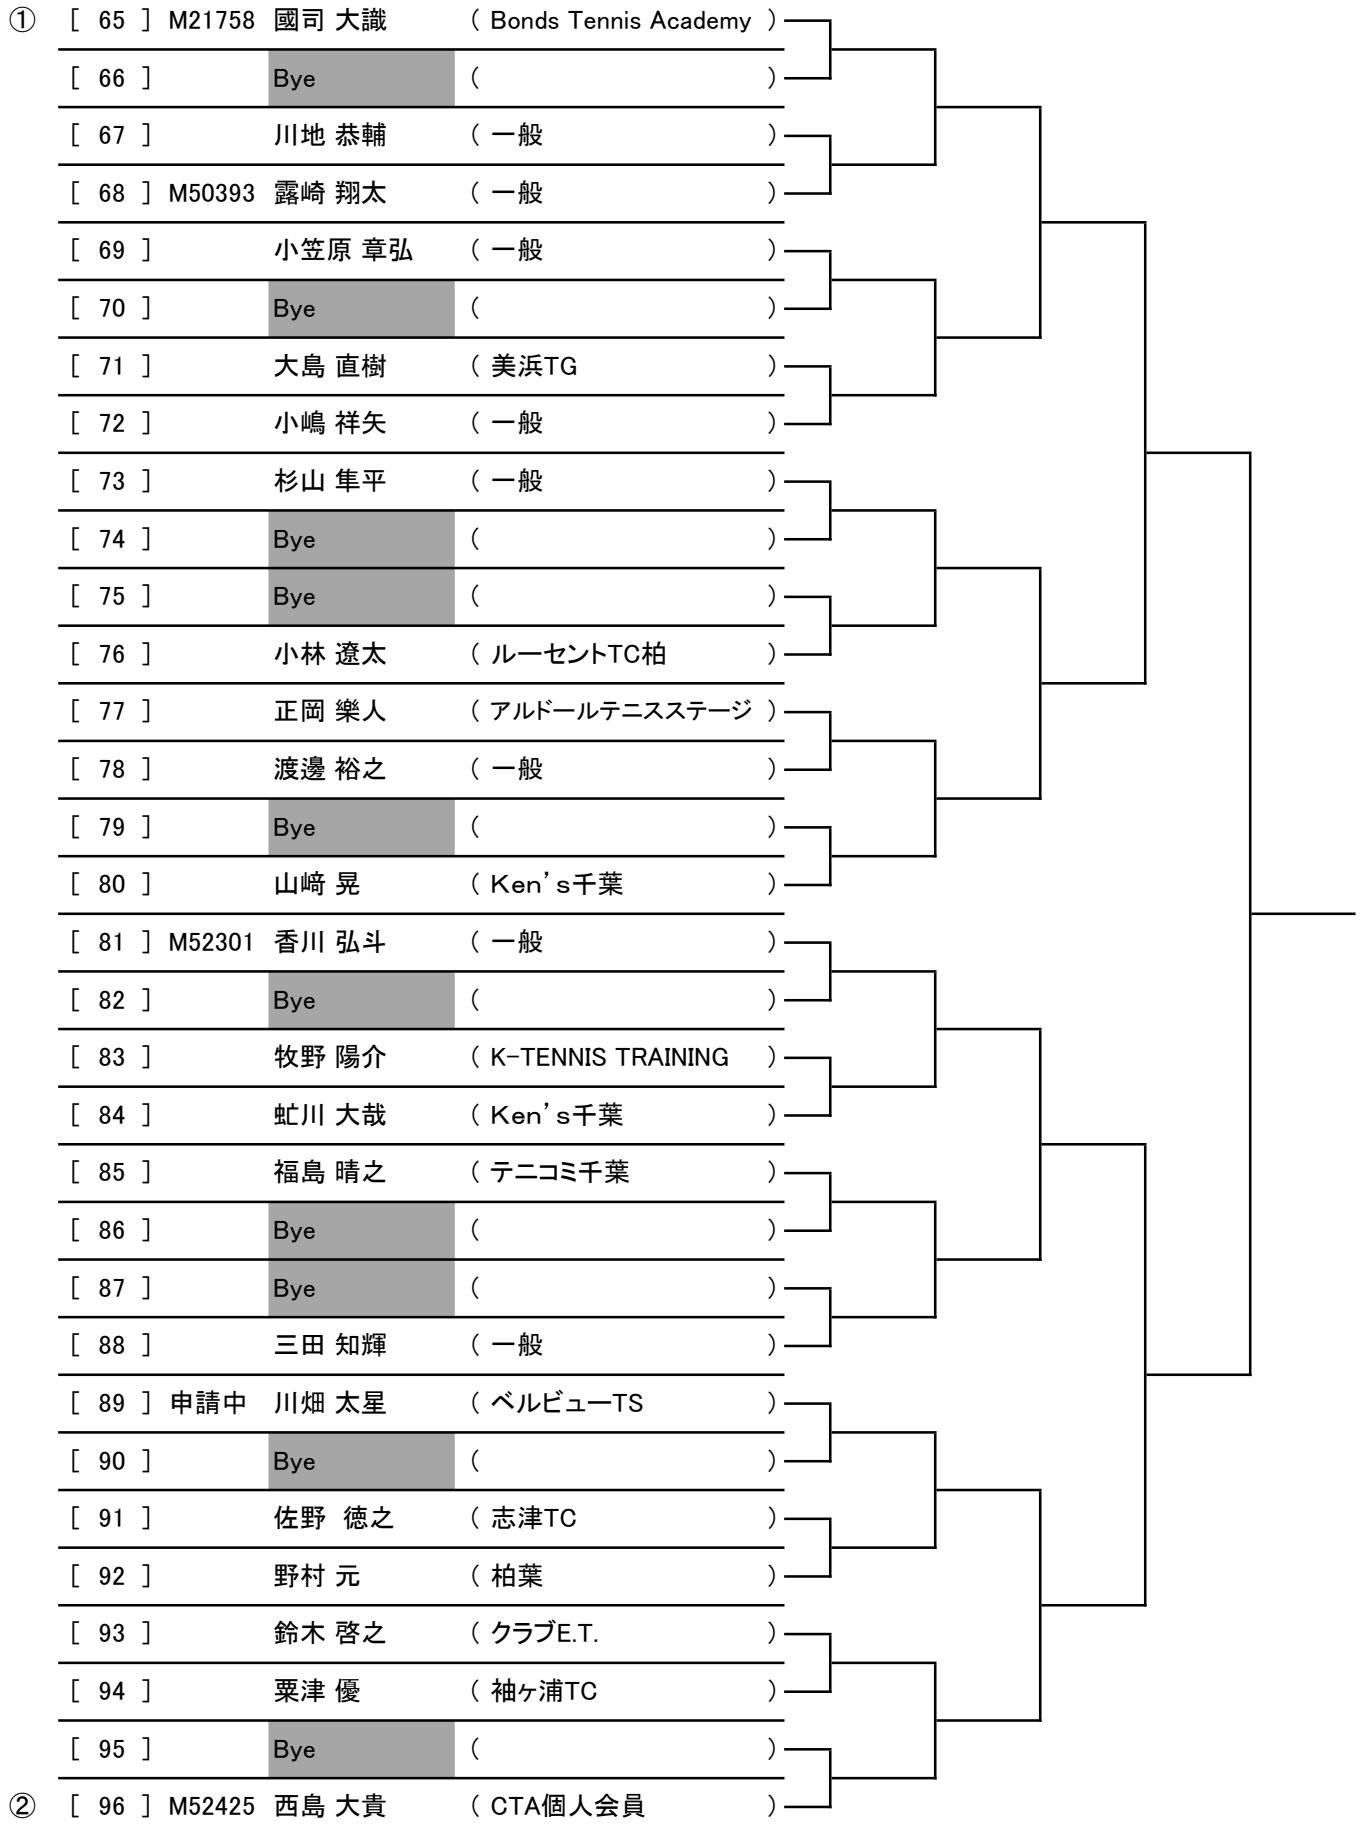 ① [ 65 ] M21758 國司 大識 ( Bonds Tennis Academy )
[ 66 ] Bye ( )
[ 67 ] 川地 恭輔 ( 一般 )
[ 68 ] M50393 露崎 翔太 ( 一般 )
[ 69 ] 小笠原 章弘 ( 一般 )
[ 70 ] Bye ( )
[ 71 ] 大島 直樹 ( 美浜TG )
[ 72 ] 小嶋 祥矢 ( 一般 )
[ 73 ] 杉山 隼平 ( 一般 )
[ 74 ] Bye ( )
[ 75 ] Bye ( )
[ 76 ] 小林 遼太 ( ルーセントTC柏 )
[ 77 ] 正岡 樂人 ( アルドールテニスステージ )
[ 78 ] 渡邊 裕之 ( 一般 )
[ 79 ] Bye ( )
[ 80 ] 山﨑 晃 ( Ken’s千葉 )
[ 81 ] M52301 香川 弘斗 ( 一般 )
[ 82 ] Bye ( )
[ 83 ] 牧野 陽介 ( K-TENNIS TRAINING )
[ 84 ] 虻川 大哉 ( Ken’s千葉 )
[ 85 ] 福島 晴之 ( テニコミ千葉 )
[ 86 ] Bye ( )
[ 87 ] Bye ( )
[ 88 ] 三田 知輝 ( 一般 )
[ 89 ] 申請中 川畑 太星 ( ベルビューTS )
[ 90 ] Bye ( )
[ 91 ] 佐野 徳之 ( 志津TC )
[ 92 ] 野村 元 ( 柏葉 )
[ 93 ] 鈴木 啓之 ( クラブE.T. )
[ 94 ] 粟津 優 ( 袖ヶ浦TC )
[ 95 ] Bye ( )
② [ 96 ] M52425 西島 大貴 ( CTA個人会員 )